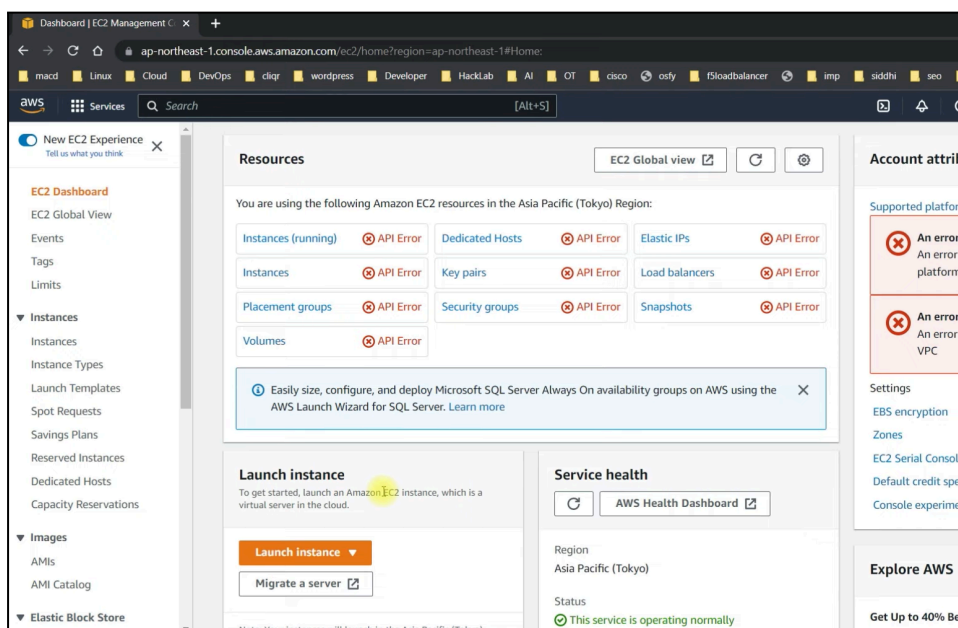 Dashboard | EC2 Management C
ap-northeast-1.console.aws.amazon.com/ec2/home?region=ap-northeast-1#Home:
macd Linux Cloud DevOps cliqr wordpress Developer HackLab AI OT cisco osfy f5loadbalancer imp siddhi seo
aws Services Search [Alt+S]
New EC2 Experience
Tell us what you think
EC2 Dashboard
EC2 Global View
Events
Tags
Limits
Instances
Instances
Instance Types
Launch Templates
Spot Requests
Savings Plans
Reserved Instances
Dedicated Hosts
Capacity Reservations
Images
AMIs
AMI Catalog
Elastic Block Store
Resources
EC2 Global view
You are using the following Amazon EC2 resources in the Asia Pacific (Tokyo) Region:
Instances (running) API Error Dedicated Hosts API Error Elastic IPs API Error
Instances API Error Key pairs API Error Load balancers API Error
Placement groups API Error Security groups API Error Snapshots API Error
Volumes API Error
Easily size, configure, and deploy Microsoft SQL Server Always On availability groups on AWS using the
AWS Launch Wizard for SQL Server. Learn more
Launch instance
To get started, launch an Amazon EC2 instance, which is a
virtual server in the cloud.
Launch instance
Migrate a server
Service health
AWS Health Dashboard
Region
Asia Pacific (Tokyo)
Status
This service is operating normally
Account attri
Supported platfor
An error
An error
platform
An error
An error
VPC
Settings
EBS encryption
Zones
EC2 Serial Consol
Default credit spe
Console experime
Explore AWS
Get Up to 40% Be